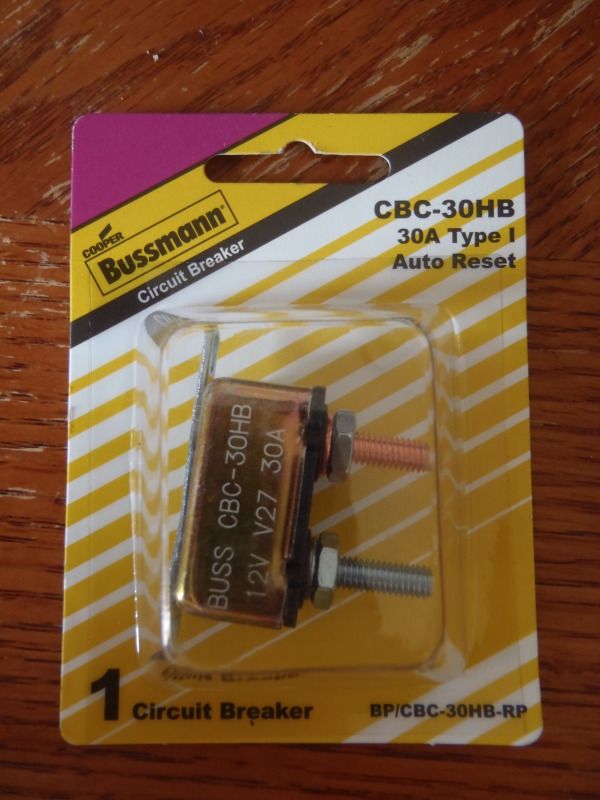 COOPER
Bussmann
Circuit Breaker
CBC-30HB
30A Type I
Auto Reset
BUSS CBC-30HB
12V V27 30A
1 Circuit Breaker
BP/CBC-30HB-RP